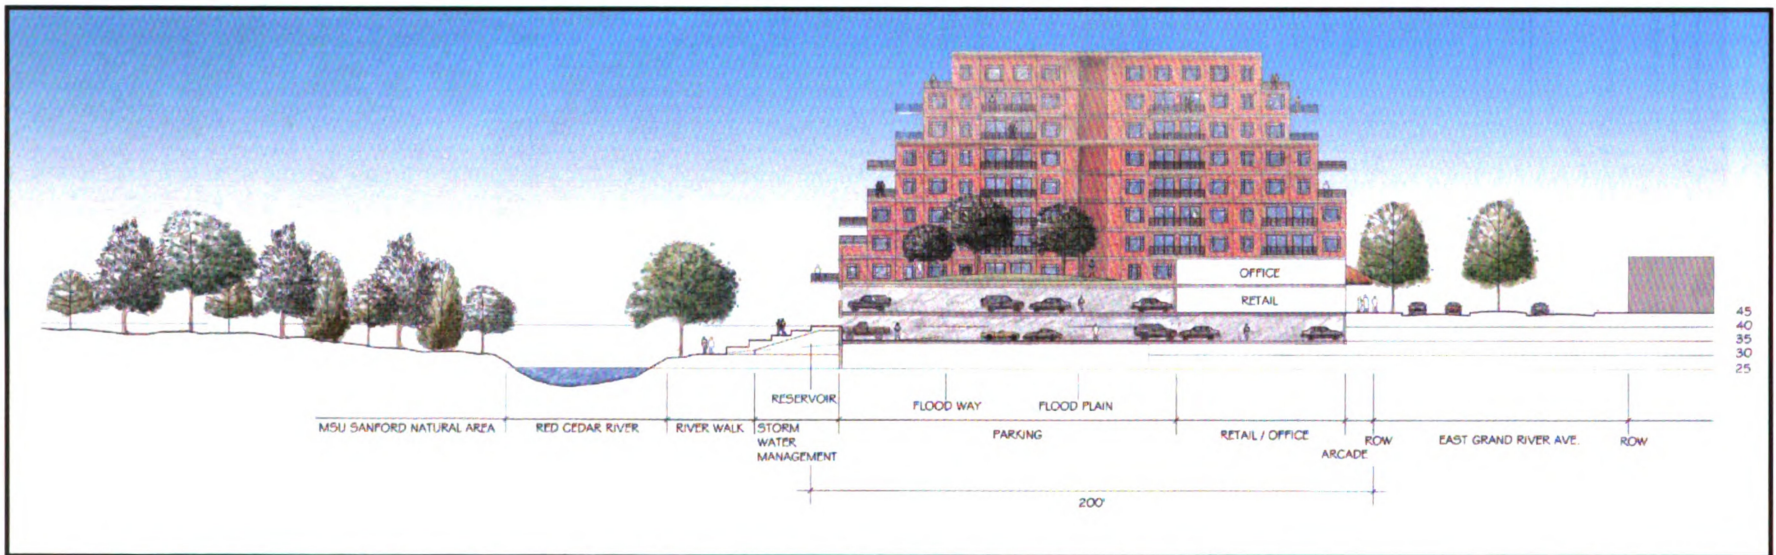 OFFICE
RETAIL
45
40
35
30
25
RESERVOIR
FLOOD WAY
FLOOD PLAIN
MSU SANFORD NATURAL AREA
RED CEDAR RIVER
RIVER WALK
STORM
WATER
MANAGEMENT
PARKING
RETAIL / OFFICE
ARCADE
ROW
EAST GRAND RIVER AVE.
ROW
200'